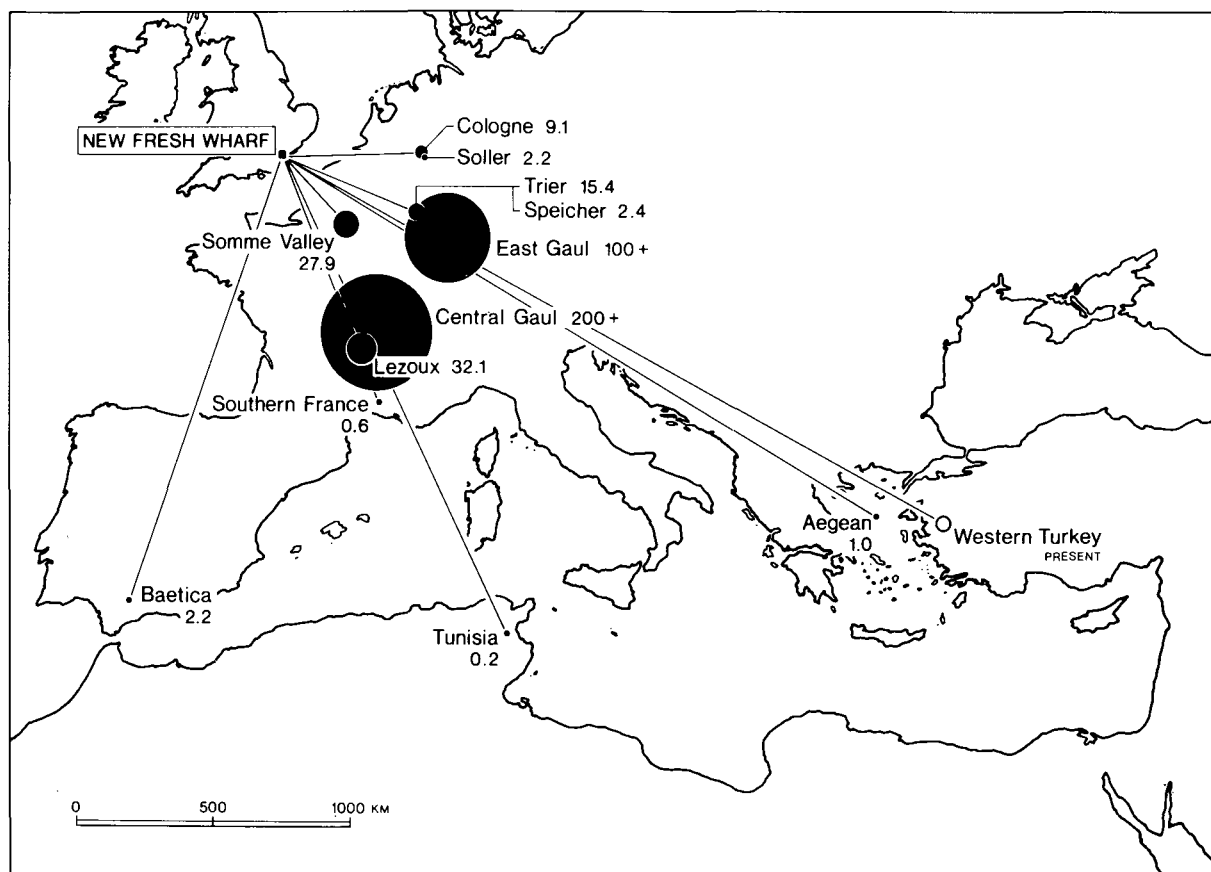 NEW FRESH WHARF
Cologne 9.1
Soller 2.2
Trier 15.4
Speicher 2.4
Somme Valley
27.9
East Gaul 100+
Central Gaul 200+
Lezoux 32.1
Southern France
0.6
Aegean
1.0
Western Turkey
PRESENT
Baetica
2.2
Tunisia
0.2
0 500 1000 KM